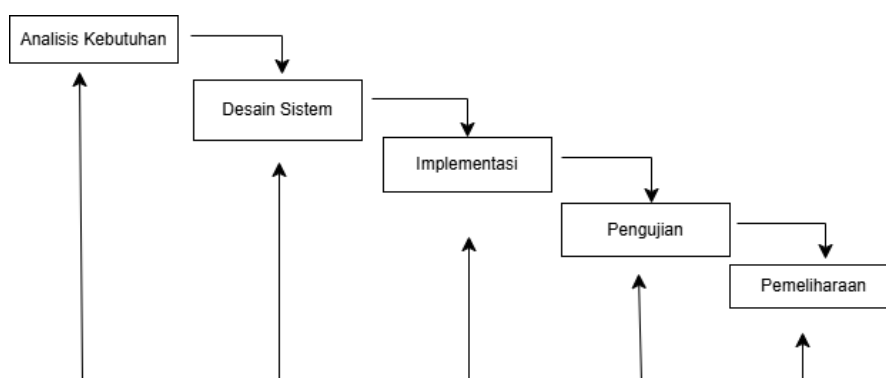 Analisis Kebutuhan
Desain Sistem
Implementasi
Pengujian
Pemeliharaan